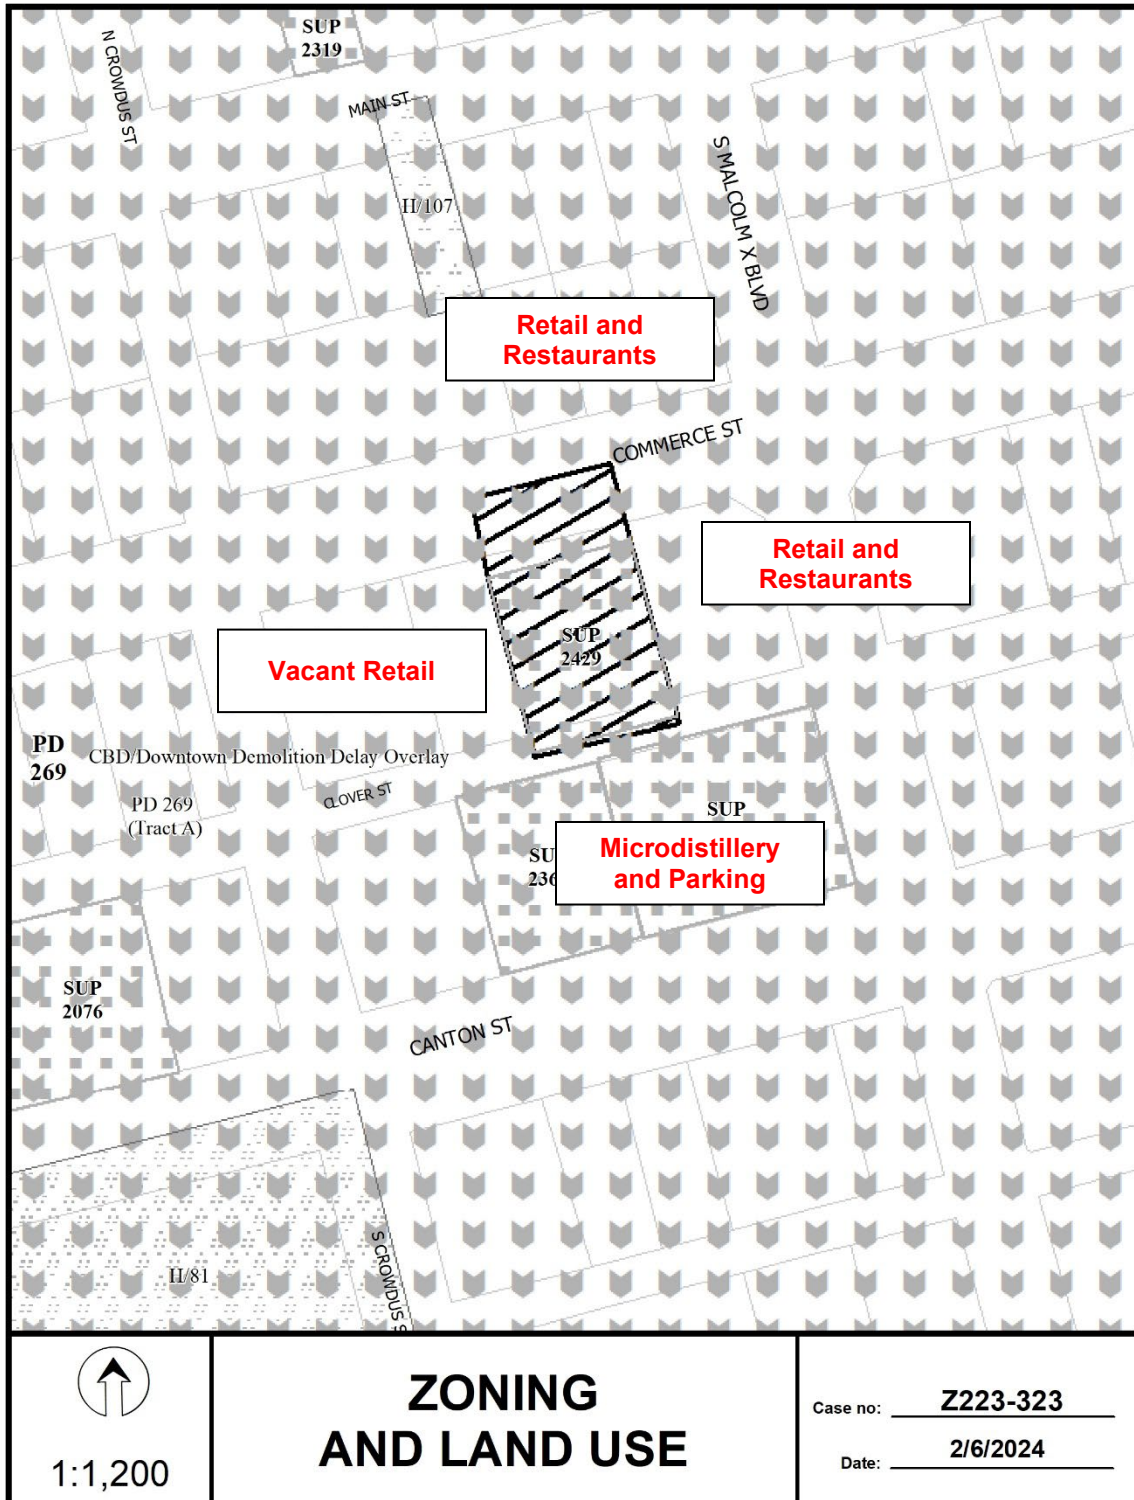 SUP
2319
N CROWDUS ST
MAIN ST
S MALCOLM X BLVD
H/107
Retail and
Restaurants
COMMERCE ST
Retail and
Restaurants
SUP
2429
Vacant Retail
PD
269
CBD/Downtown Demolition Delay Overlay
CLOVER ST
PD 269
(Tract A)
SUP
SU
236
Microdistillery
and Parking
SUP
2076
CANTON ST
S CROWDUS S
H/81
1:1,200
ZONING
AND LAND USE
Case no: Z223-323
Date: 2/6/2024